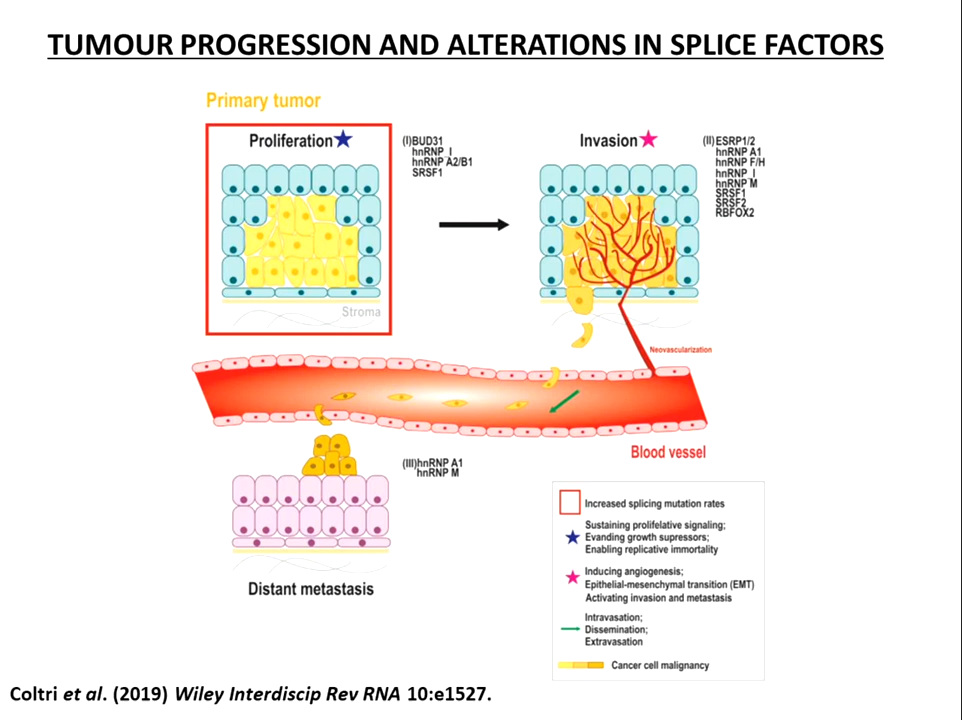 TUMOUR PROGRESSION AND ALTERATIONS IN SPLICE FACTORS
Primary tumor
Proliferation
(I)BUD31
hnRNP I
hnRNP A2/B1
SRSF1
Invasion
(II)ESRP1/2
hnRNP A1
hnRNP F/H
hnRNP I
hnRNP M
SRSF1
SRSF2
RBFOX2
Stroma
Neovascularization
Blood vessel
(III)hnRNP A1
hnRNP M
Distant metastasis
Increased splicing mutation rates
Sustaining prolifelative signaling;
Evanding growth supressors;
Enabling replicative immortality
Inducing angiogenesis;
Epithelial-mesenchymal transition (EMT)
Activating invasion and metastasis
Intravasation;
Dissemination;
Extravasation
Cancer cell malignancy
Coltri et al. (2019) Wiley Interdiscip Rev RNA 10:e1527.